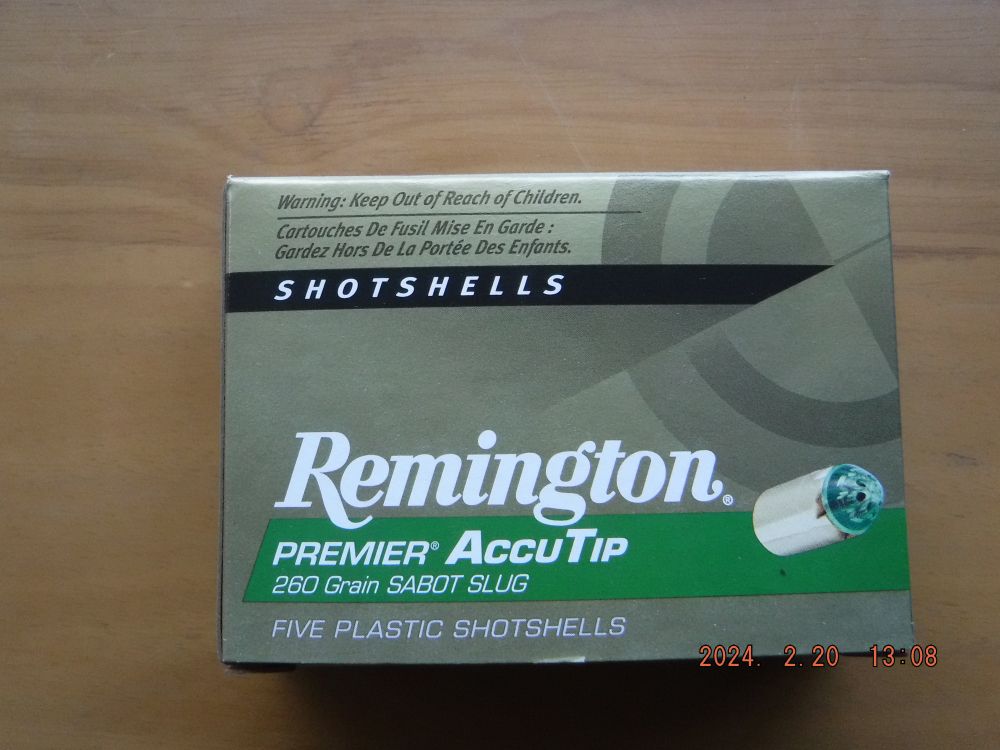 Warning: Keep Out of Reach of Children.
Cartouches De Fusil Mise En Garde :
Gardez Hors De La Portée Des Enfants.
SHOTSHELLS
Remington®
PREMIER® ACCUTIP
260 Grain SABOT SLUG
FIVE PLASTIC SHOTSHELLS
2024. 2.20 13:08